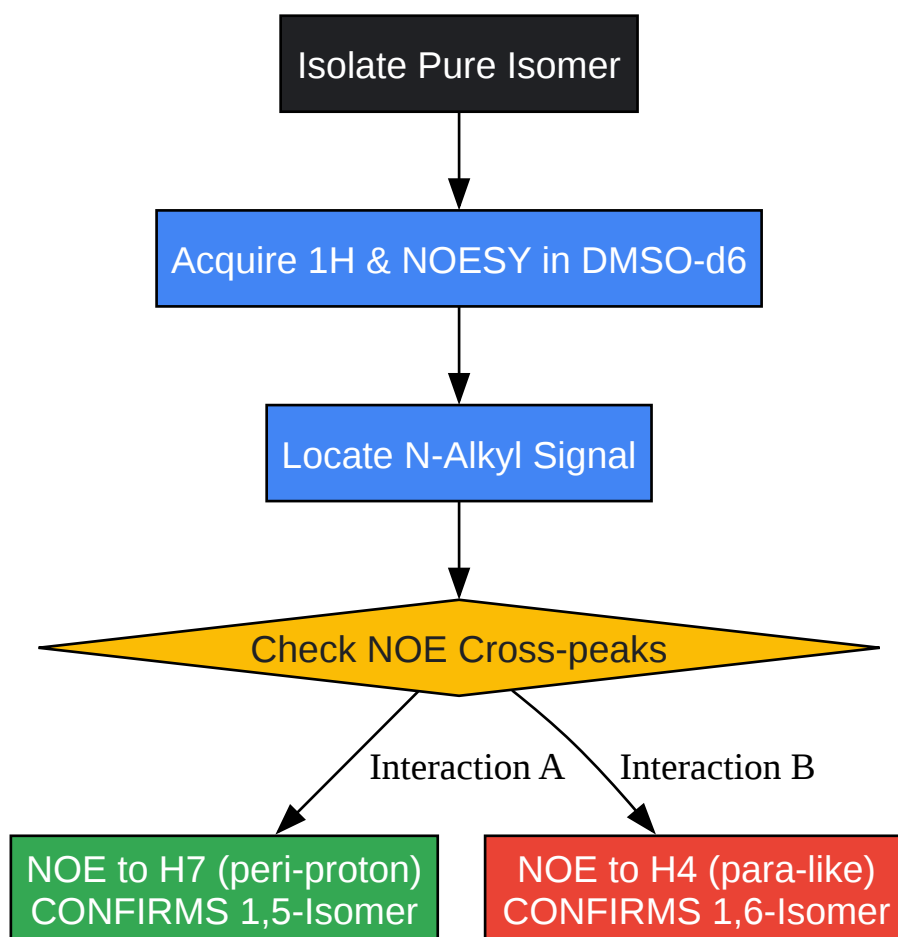 Isolate Pure Isomer
Acquire 1H & NOESY in DMSO-d6
Locate N-Alkyl Signal
Check NOE Cross-peaks
Interaction A
Interaction B
NOE to H7 (peri-proton)
CONFIRMS 1,5-Isomer
NOE to H4 (para-like)
CONFIRMS 1,6-Isomer